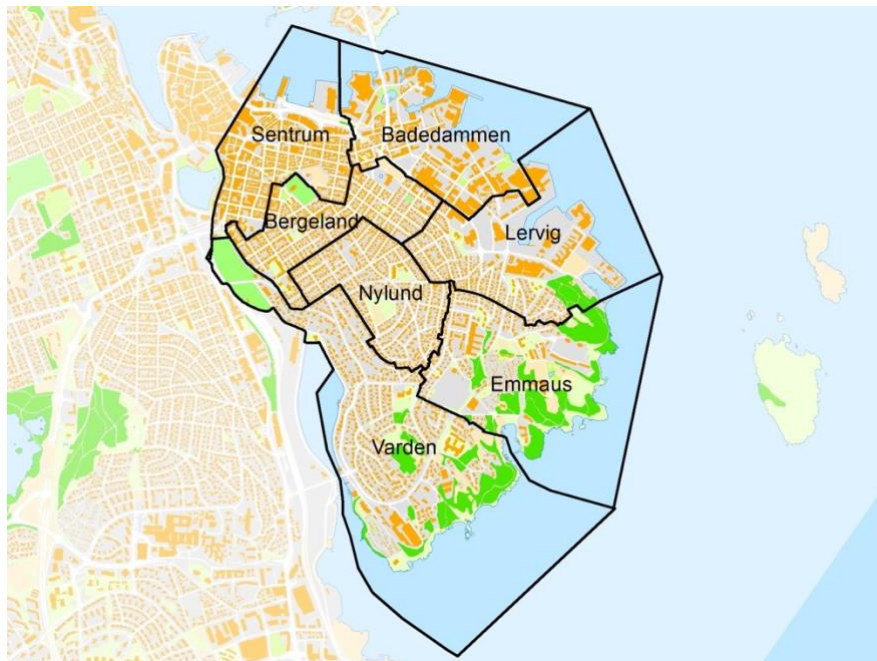 Sentrum
Badedammen
Bergeland
Lervig
Nylund
Emmaus
Varden